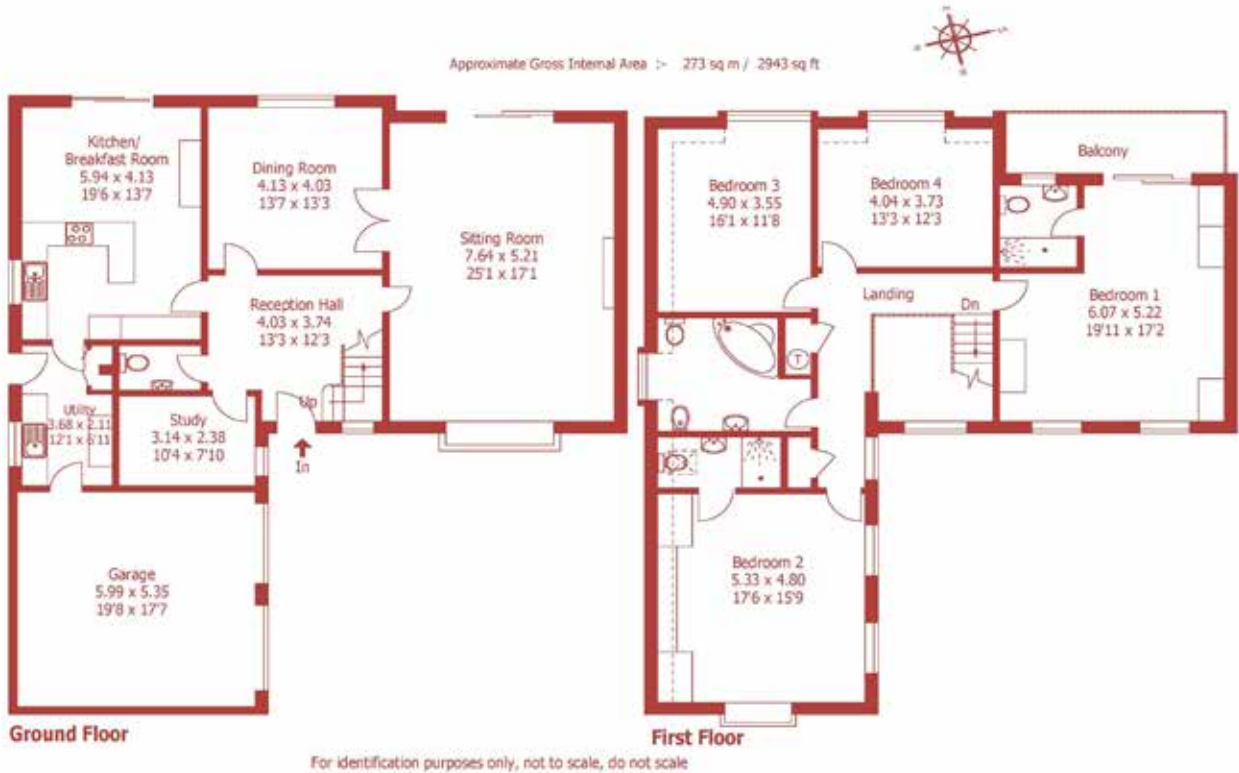 Approximate Gross Internal Area :- 273 sq m / 2943 sq ft
Kitchen/
Breakfast Room
5.94 x 4.13
19'6 x 13'7
Dining Room
4.13 x 4.03
13'7 x 13'3
Sitting Room
7.64 x 5.21
25'1 x 17'1
Reception Hall
4.03 x 3.74
13'3 x 12'3
Up
In
Utility
3.68 x 2.11
12'1 x 6'11
Study
3.14 x 2.38
10'4 x 7'10
Garage
5.99 x 5.35
19'8 x 17'7
Ground Floor
Bedroom 3
4.90 x 3.55
16'1 x 11'8
Bedroom 4
4.04 x 3.73
13'3 x 12'3
Balcony
Landing
Dn
Bedroom 1
6.07 x 5.22
19'11 x 17'2
T
Bedroom 2
5.33 x 4.80
17'6 x 15'9
First Floor
For identification purposes only, not to scale, do not scale